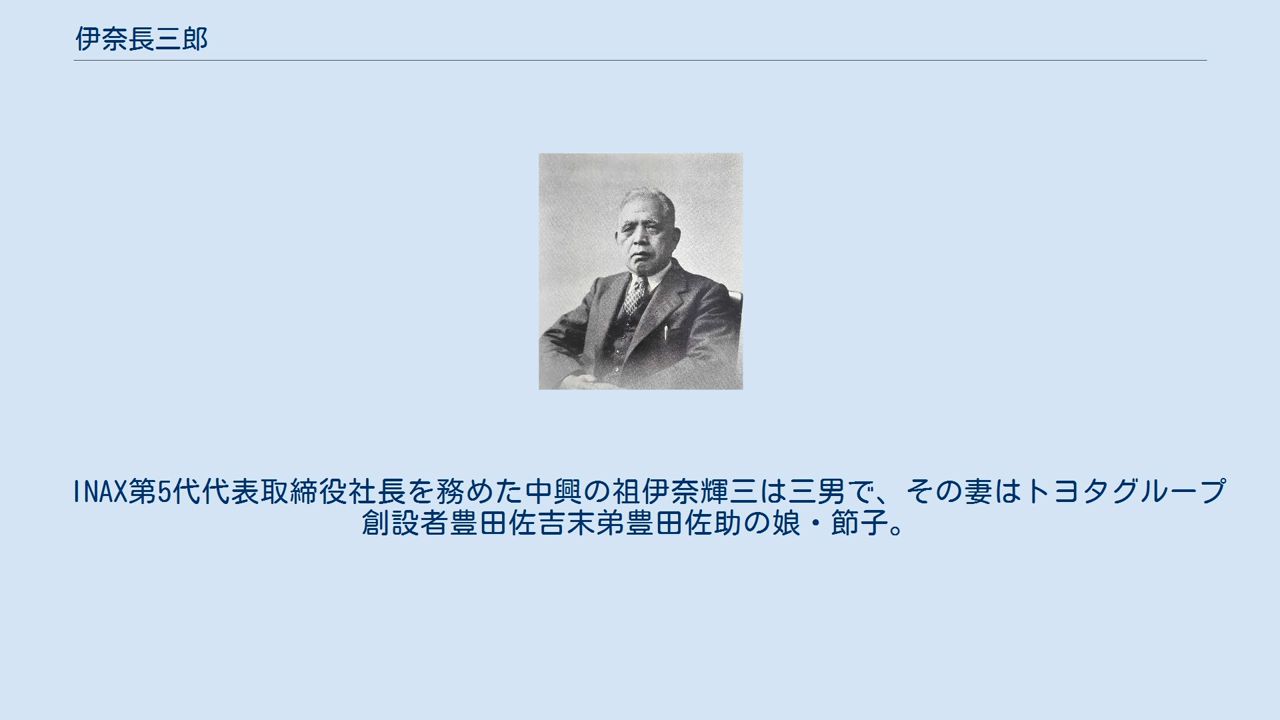 伊奈長三郎
INAX第5代代表取締役社長を務めた中興の祖伊奈輝三は三男で、その妻はトヨタグループ
創設者豊田佐吉末弟豊田佐助の娘・節子。